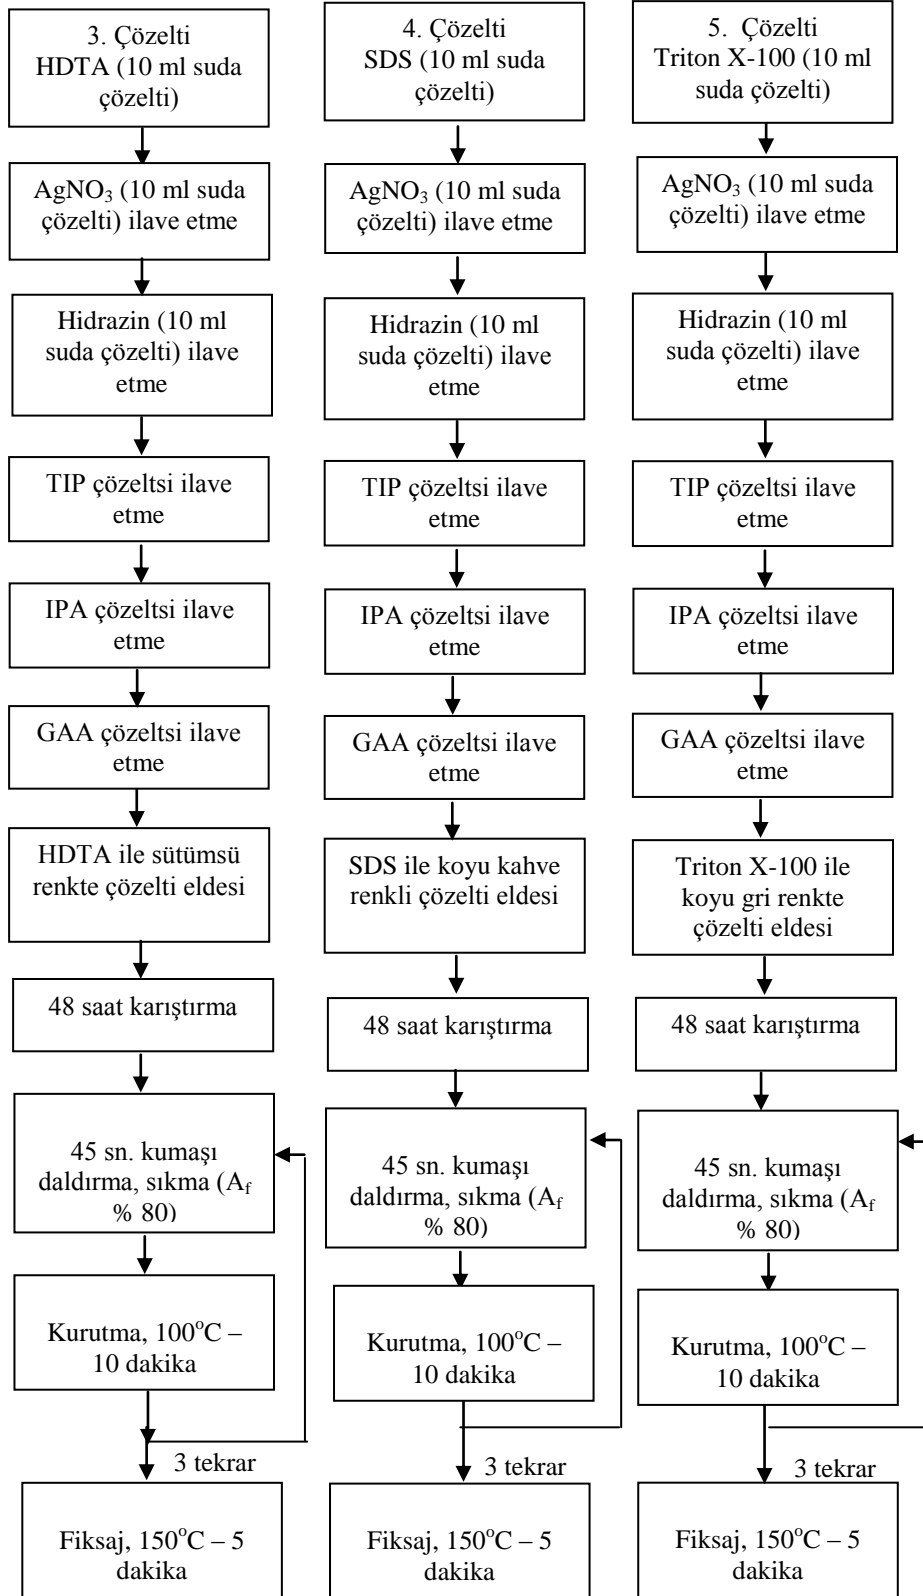 3. Çözelti
HDTA (10 ml suda
çözelti)
AgNO₃ (10 ml suda
çözelti) ilave etme
Hidrazin (10 ml
suda çözelti) ilave
etme
TIP çözeltsi ilave
etme
IPA çözeltsi ilave
etme
GAA çözeltsi ilave
etme
HDTA ile sütümsü
renkte çözelti eldesi
48 saat karıştırma
45 sn. kumaşı
daldırma, sıkma (A_f
% 80)
Kurutma, 100°C –
10 dakika
3 tekrar
Fiksaj, 150°C – 5
dakika
4. Çözelti
SDS (10 ml suda
çözelti)
AgNO₃ (10 ml suda
çözelti) ilave etme
Hidrazin (10 ml
suda çözelti) ilave
etme
TIP çözeltsi ilave
etme
IPA çözeltsi ilave
etme
GAA çözeltsi ilave
etme
SDS ile koyu kahve
renkli çözelti eldesi
48 saat karıştırma
45 sn. kumaşı
daldırma, sıkma (A_f
% 80)
Kurutma, 100°C –
10 dakika
3 tekrar
Fiksaj, 150°C – 5
dakika
5. Çözelti
Triton X-100 (10 ml
suda çözelti)
AgNO₃ (10 ml suda
çözelti) ilave etme
Hidrazin (10 ml
suda çözelti) ilave
etme
TIP çözeltsi ilave
etme
IPA çözeltsi ilave
etme
GAA çözeltsi ilave
etme
Triton X-100 ile
koyu gri renkte
çözelti eldesi
48 saat karıştırma
45 sn. kumaşı
daldırma, sıkma (A_f
% 80)
Kurutma, 100°C –
10 dakika
3 tekrar
Fiksaj, 150°C – 5
dakika